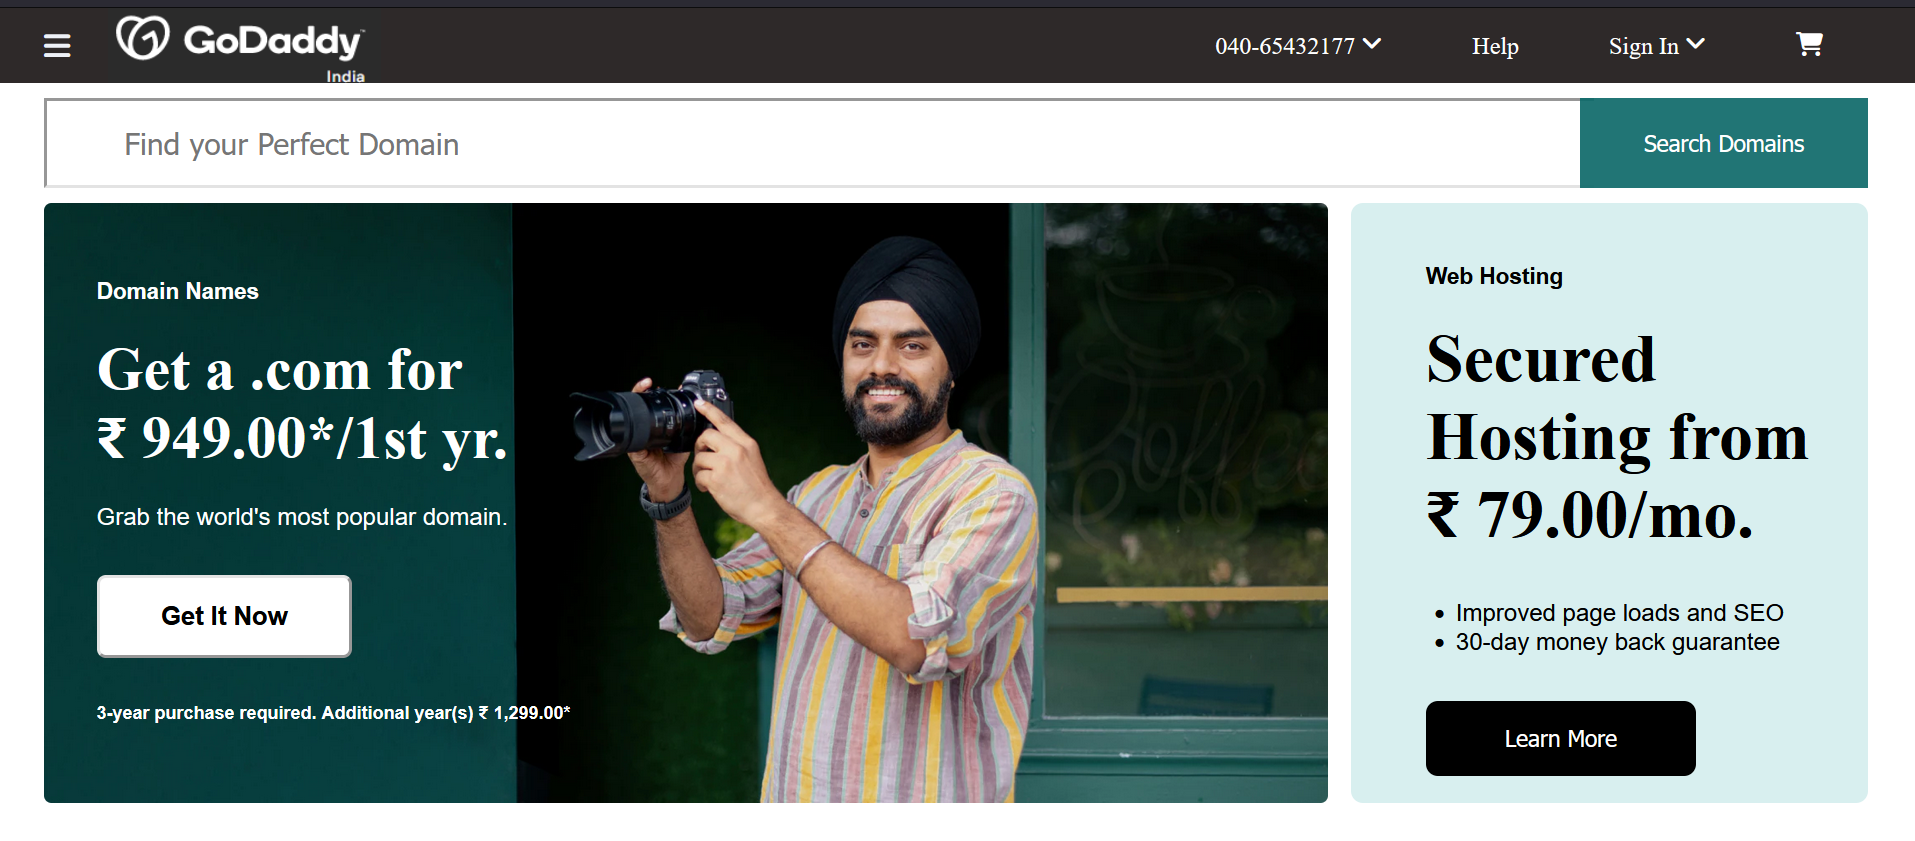 GoDaddy™
India
040-65432177
Help
Sign In
Find your Perfect Domain
Search Domains
Domain Names
Get a .com for
₹ 949.00*/1st yr.
Grab the world's most popular domain.
Get It Now
3-year purchase required. Additional year(s) ₹ 1,299.00*
Coffee
Web Hosting
Secured
Hosting from
₹ 79.00/mo.
• Improved page loads and SEO
• 30-day money back guarantee
Learn More